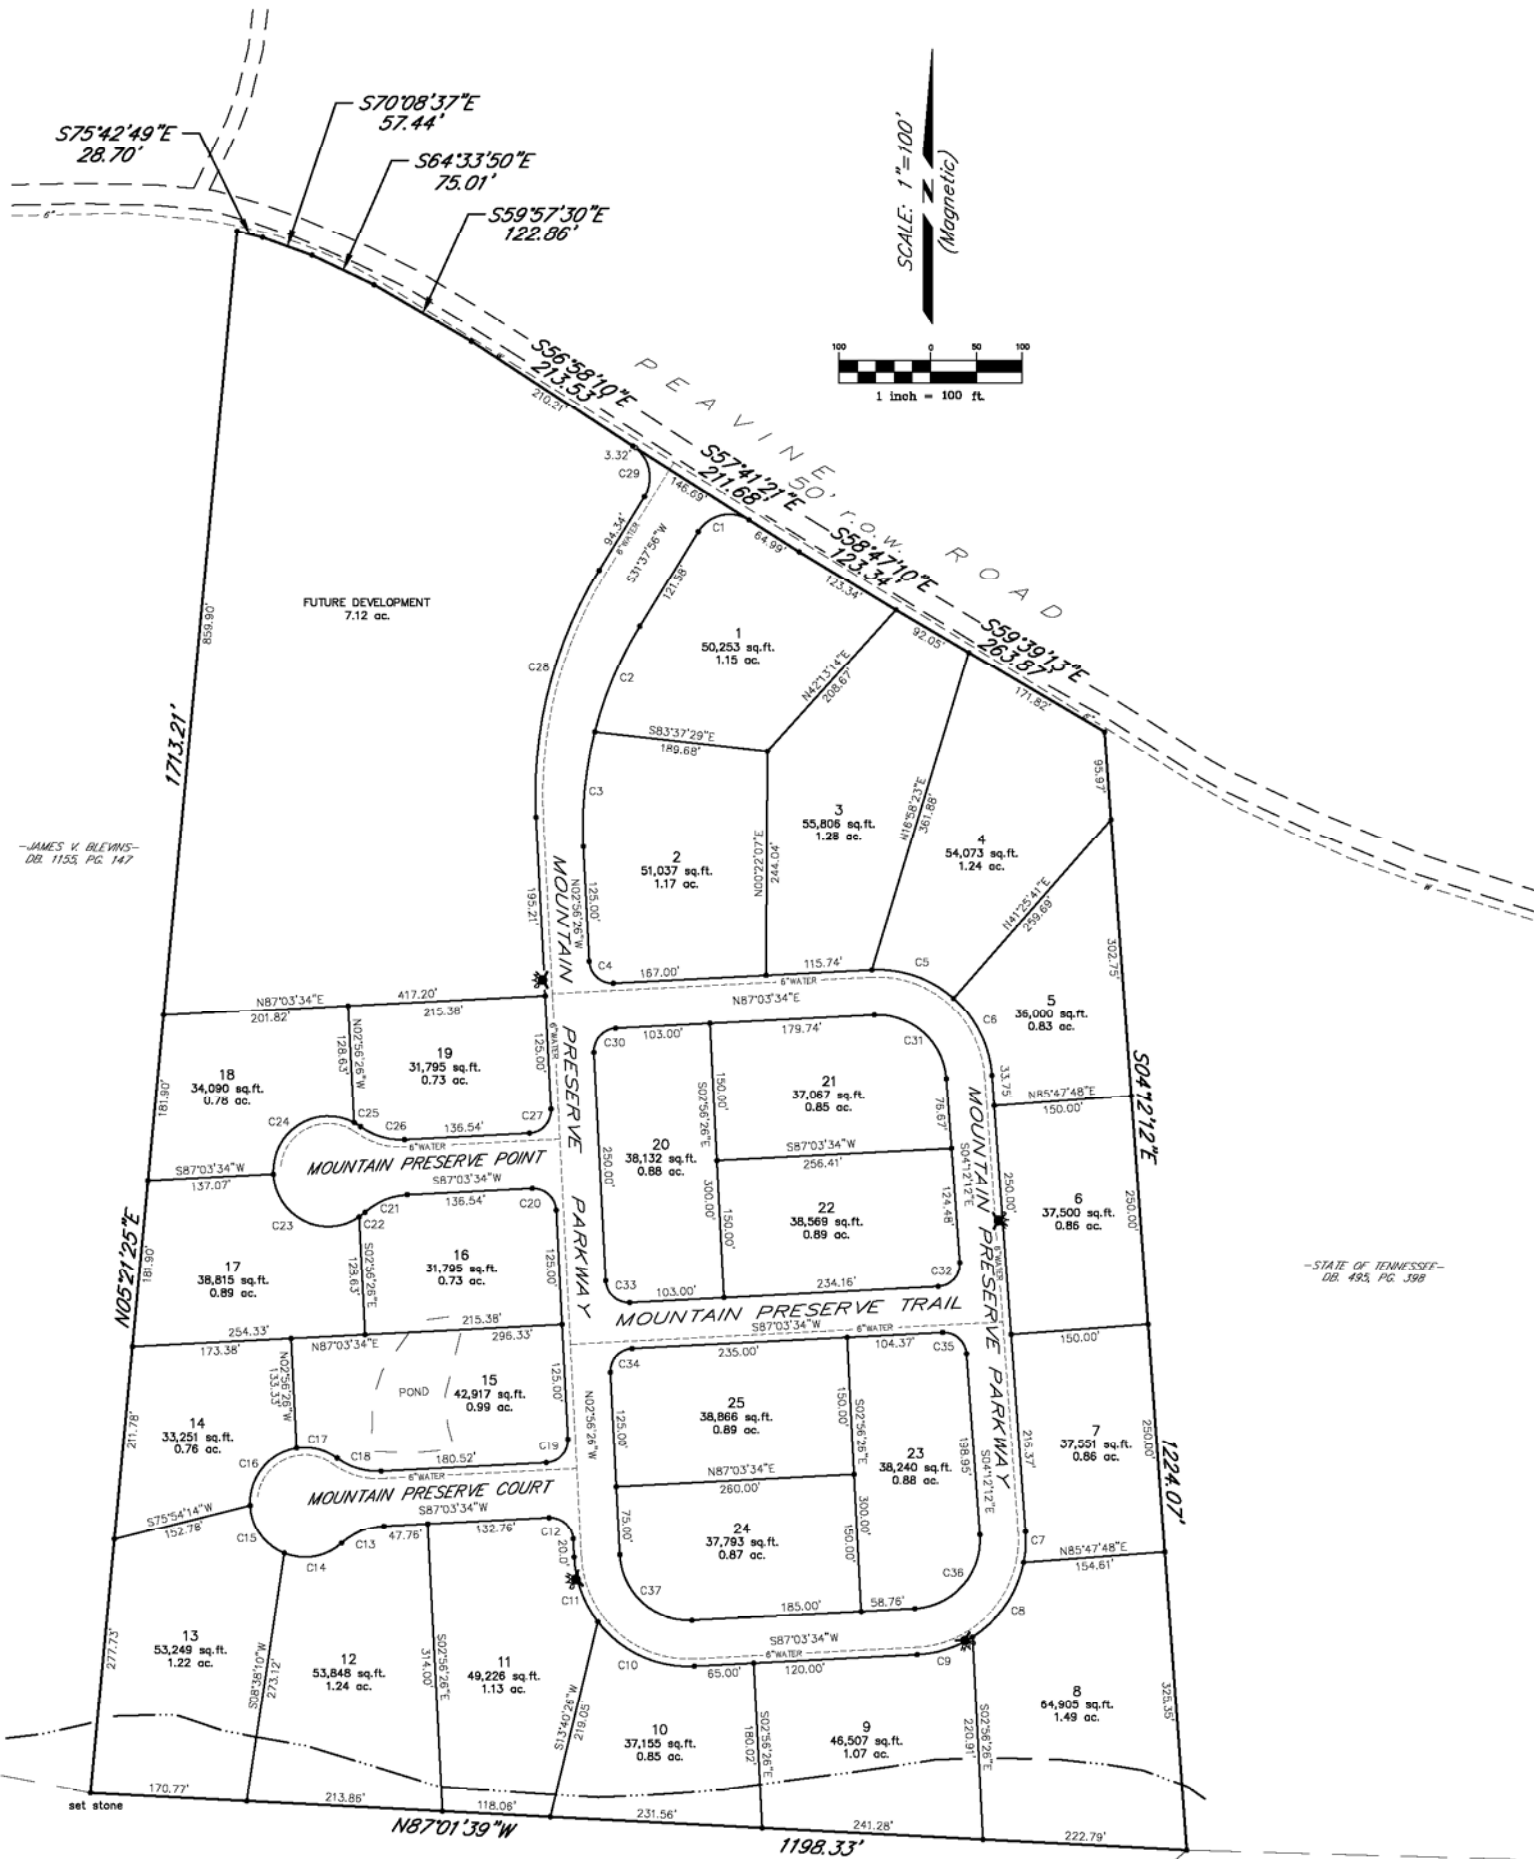 S70°08'37"E
57.44'
S75°42'49"E
28.70'
S64°33'50"E
75.01'
S59°57'30"E
122.86'
SCALE: 1"=100'
N
(Magnetic)
100 0 50 100
1 inch = 100 ft.
6"
S56°58'10"E
213.53'
210.21'
PEAVINE ROAD
50' r.o.w.
3.32'
C29
S57°41'21"E
211.68'
146.69'
C1
64.99'
S58°47'10"E
123.34'
123.34'
94.34'
6"WATER
S31°37'56"W
121.58'
S59°39'13"E
263.87'
92.05'
171.82'
6"
W
FUTURE DEVELOPMENT
7.12 ac.
859.90'
1
50,253 sq.ft.
1.15 ac.
N42°13'14"E
208.67'
C28
C2
S83°37'29"E
189.68'
1713.21'
95.97'
C3
3
55,806 sq.ft.
1.28 ac.
N16°58'23"E
361.88'
4
54,073 sq.ft.
1.24 ac.
-JAMES V. BLEVINS-
DB. 1155, PG. 147
2
51,037 sq.ft.
1.17 ac.
N00°22'07"E
244.04'
N41°25'41"E
259.69'
195.21'
MOUNTAIN PRESERVE PARKWAY
N02°56'26"W
125.00'
302.75'
C4
167.00'
115.74'
C5
6"WATER
N87°03'34"E
N87°03'34"E
417.20'
201.82'
215.38'
C6
5
36,000 sq.ft.
0.83 ac.
N02°56'26"W
128.63'
6"WATER
125.00'
C30
103.00'
179.74'
C31
19
31,795 sq.ft.
0.73 ac.
18
34,090 sq.ft.
0.78 ac.
181.90'
150.00'
S02°56'26"E
21
37,067 sq.ft.
0.85 ac.
76.67'
33.75
N85°47'48"E
150.00'
S04°12'12"E
C24
C25
C26
136.54'
C27
6"WATER
20
38,132 sq.ft.
0.88 ac.
S87°03'34"W
256.41'
S04°12'12"E
MOUNTAIN PRESERVE PARKWAY
MOUNTAIN PRESERVE POINT
S87°03'34"W
137.07'
S87°03'34"W
136.54'
250.00'
300.00'
150.00'
22
38,569 sq.ft.
0.89 ac.
124.48'
250.00'
6
37,500 sq.ft.
0.86 ac.
250.00'
C23
C22
C21
C20
N05°21'25"E
181.90'
17
38,815 sq.ft.
0.89 ac.
S02°56'26"E
128.63'
16
31,795 sq.ft.
0.73 ac.
125.00'
6"WATER
-STATE OF TENNESSEE-
DB. 495, PG. 398
C33
103.00'
234.16'
C32
MOUNTAIN PRESERVE TRAIL
S87°03'34"W
6"WATER
254.33'
173.38'
N87°03'34"E
215.38'
296.33'
150.00'
C34
235.00'
104.37'
C35
N02°56'26"W
133.33'
POND
15
42,917 sq.ft.
0.99 ac.
125.00'
211.78'
14
33,251 sq.ft.
0.76 ac.
N02°56'26"W
125.00'
25
38,866 sq.ft.
0.89 ac.
150.00'
S02°56'26"E
7
37,551 sq.ft.
0.86 ac.
250.00'
C16
C17
C18
180.52'
C19
6"WATER
N87°03'34"E
260.00'
23
38,240 sq.ft.
0.88 ac.
198.95'
S04°12'12"E
216.37'
1224.07'
MOUNTAIN PRESERVE COURT
S87°03'34"W
S75°54'14"W
152.78'
47.76'
132.76'
C12
C13
20.0'
75.00'
24
37,793 sq.ft.
0.87 ac.
300.00'
150.00'
C7
N85°47'48"E
154.61'
C15
C14
C11
C37
C36
185.00'
58.76'
C8
277.73'
13
53,249 sq.ft.
1.22 ac.
S08°38'10"W
273.12'
12
53,848 sq.ft.
1.24 ac.
S02°56'26"E
314.00'
11
49,226 sq.ft.
1.13 ac.
S13°40'26"W
219.05'
C10
S87°03'34"W
6"WATER
65.00'
120.00'
C9
10
37,155 sq.ft.
0.85 ac.
S02°56'26"E
180.02'
9
46,507 sq.ft.
1.07 ac.
S02°56'26"E
220.91'
8
64,905 sq.ft.
1.49 ac.
325.35'
set stone
170.77'
213.86'
118.06'
231.56'
241.28'
222.79'
N87°01'39"W
1198.33'